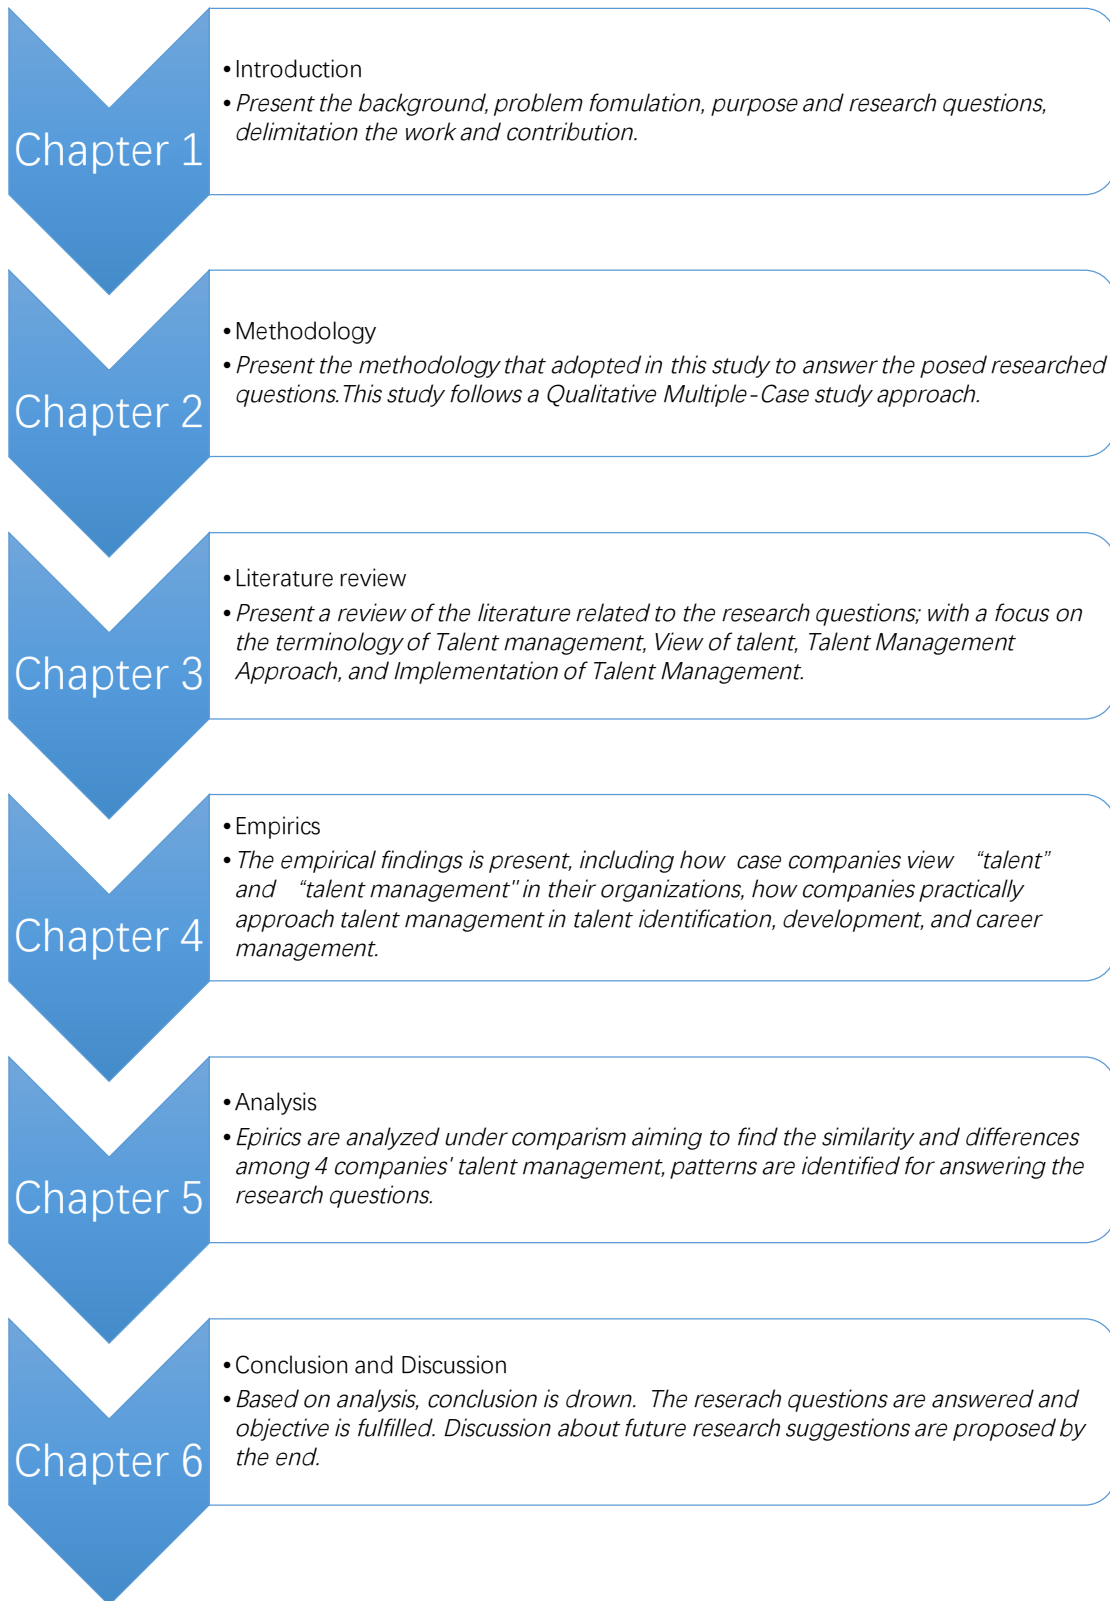 Chapter 1
•Introduction
•Present the background, problem fomulation, purpose and research questions,
delimitation the work and contribution.
Chapter 2
•Methodology
•Present the methodology that adopted in this study to answer the posed researched
questions.This study follows a Qualitative Multiple-Case study approach.
Chapter 3
•Literature review
•Present a review of the literature related to the research questions; with a focus on
the terminology of Talent management, View of talent, Talent Management
Approach, and Implementation of Talent Management.
Chapter 4
•Empirics
•The empirical findings is present, including how case companies view “talent”
and “talent management" in their organizations, how companies practically
approach talent management in talent identification, development, and career
management.
Chapter 5
•Analysis
•Epirics are analyzed under comparism aiming to find the similarity and differences
among 4 companies' talent management, patterns are identified for answering the
research questions.
Chapter 6
•Conclusion and Discussion
•Based on analysis, conclusion is drown. The reserach questions are answered and
objective is fulfilled. Discussion about future research suggestions are proposed by
the end.